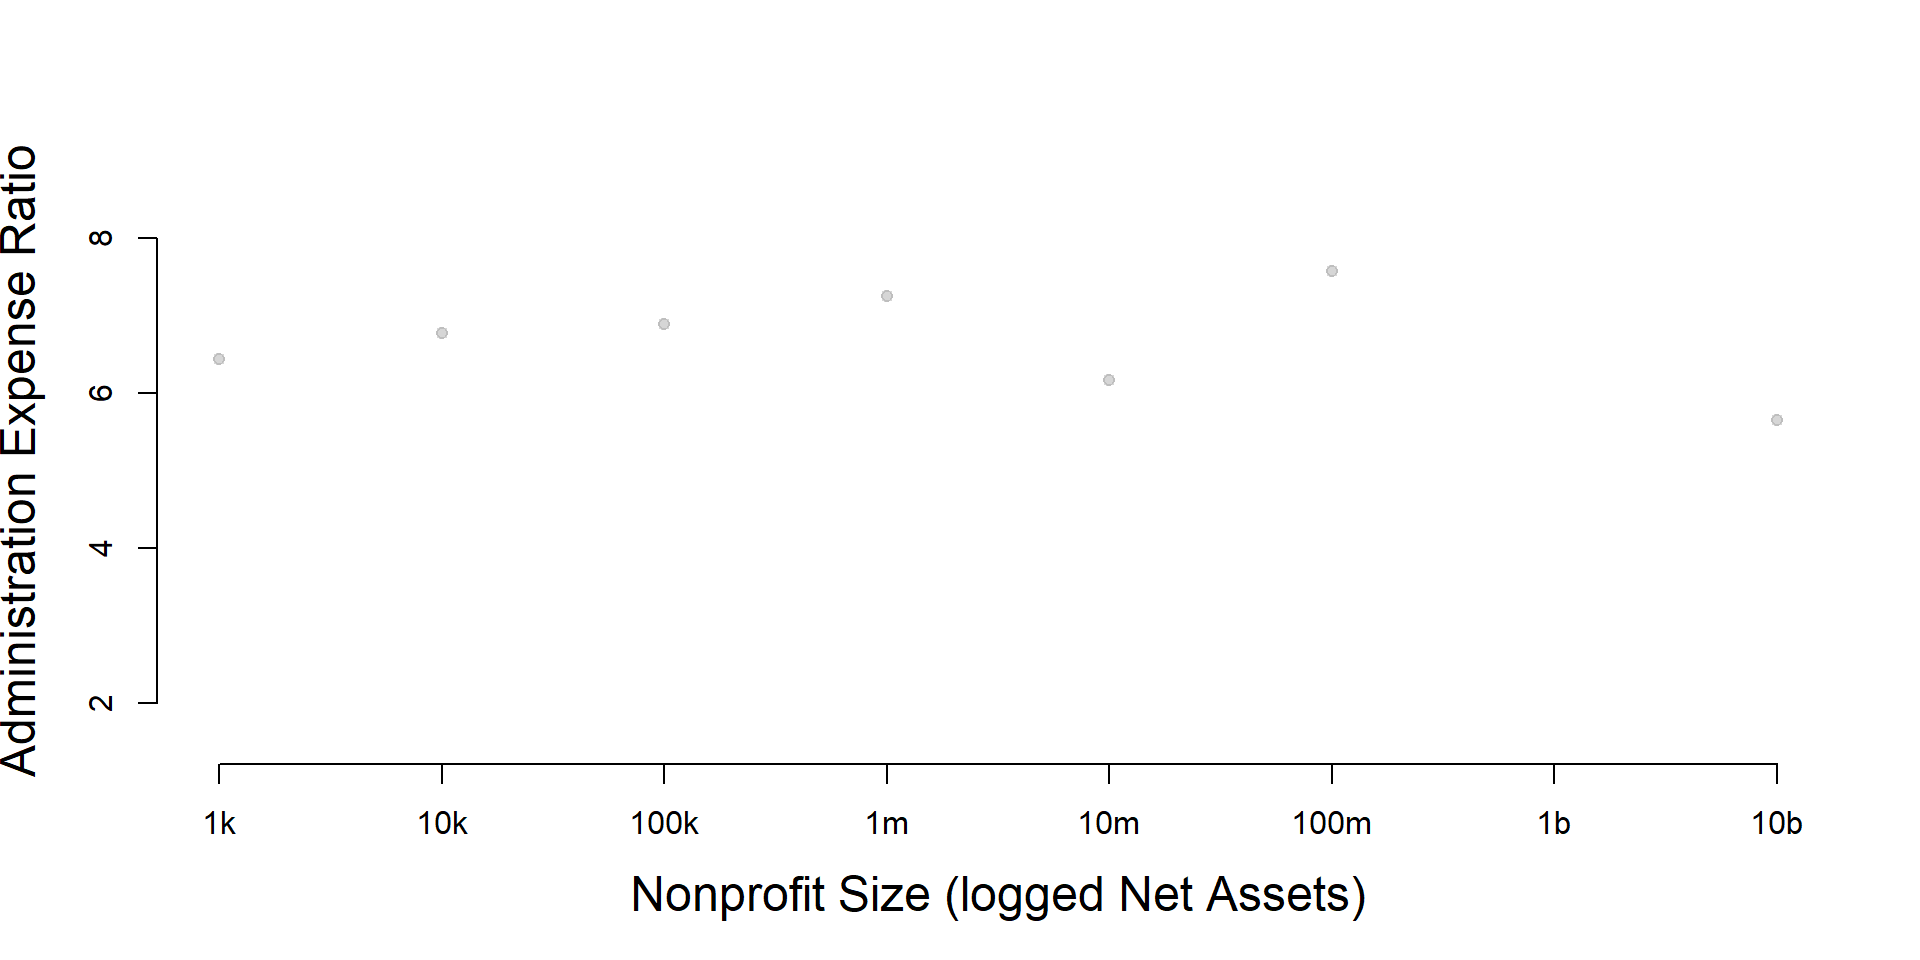 Administration Expense Ratio
8
6
4
2
1k 10k 100k 1m 10m 100m 1b 10b
Nonprofit Size (logged Net Assets)